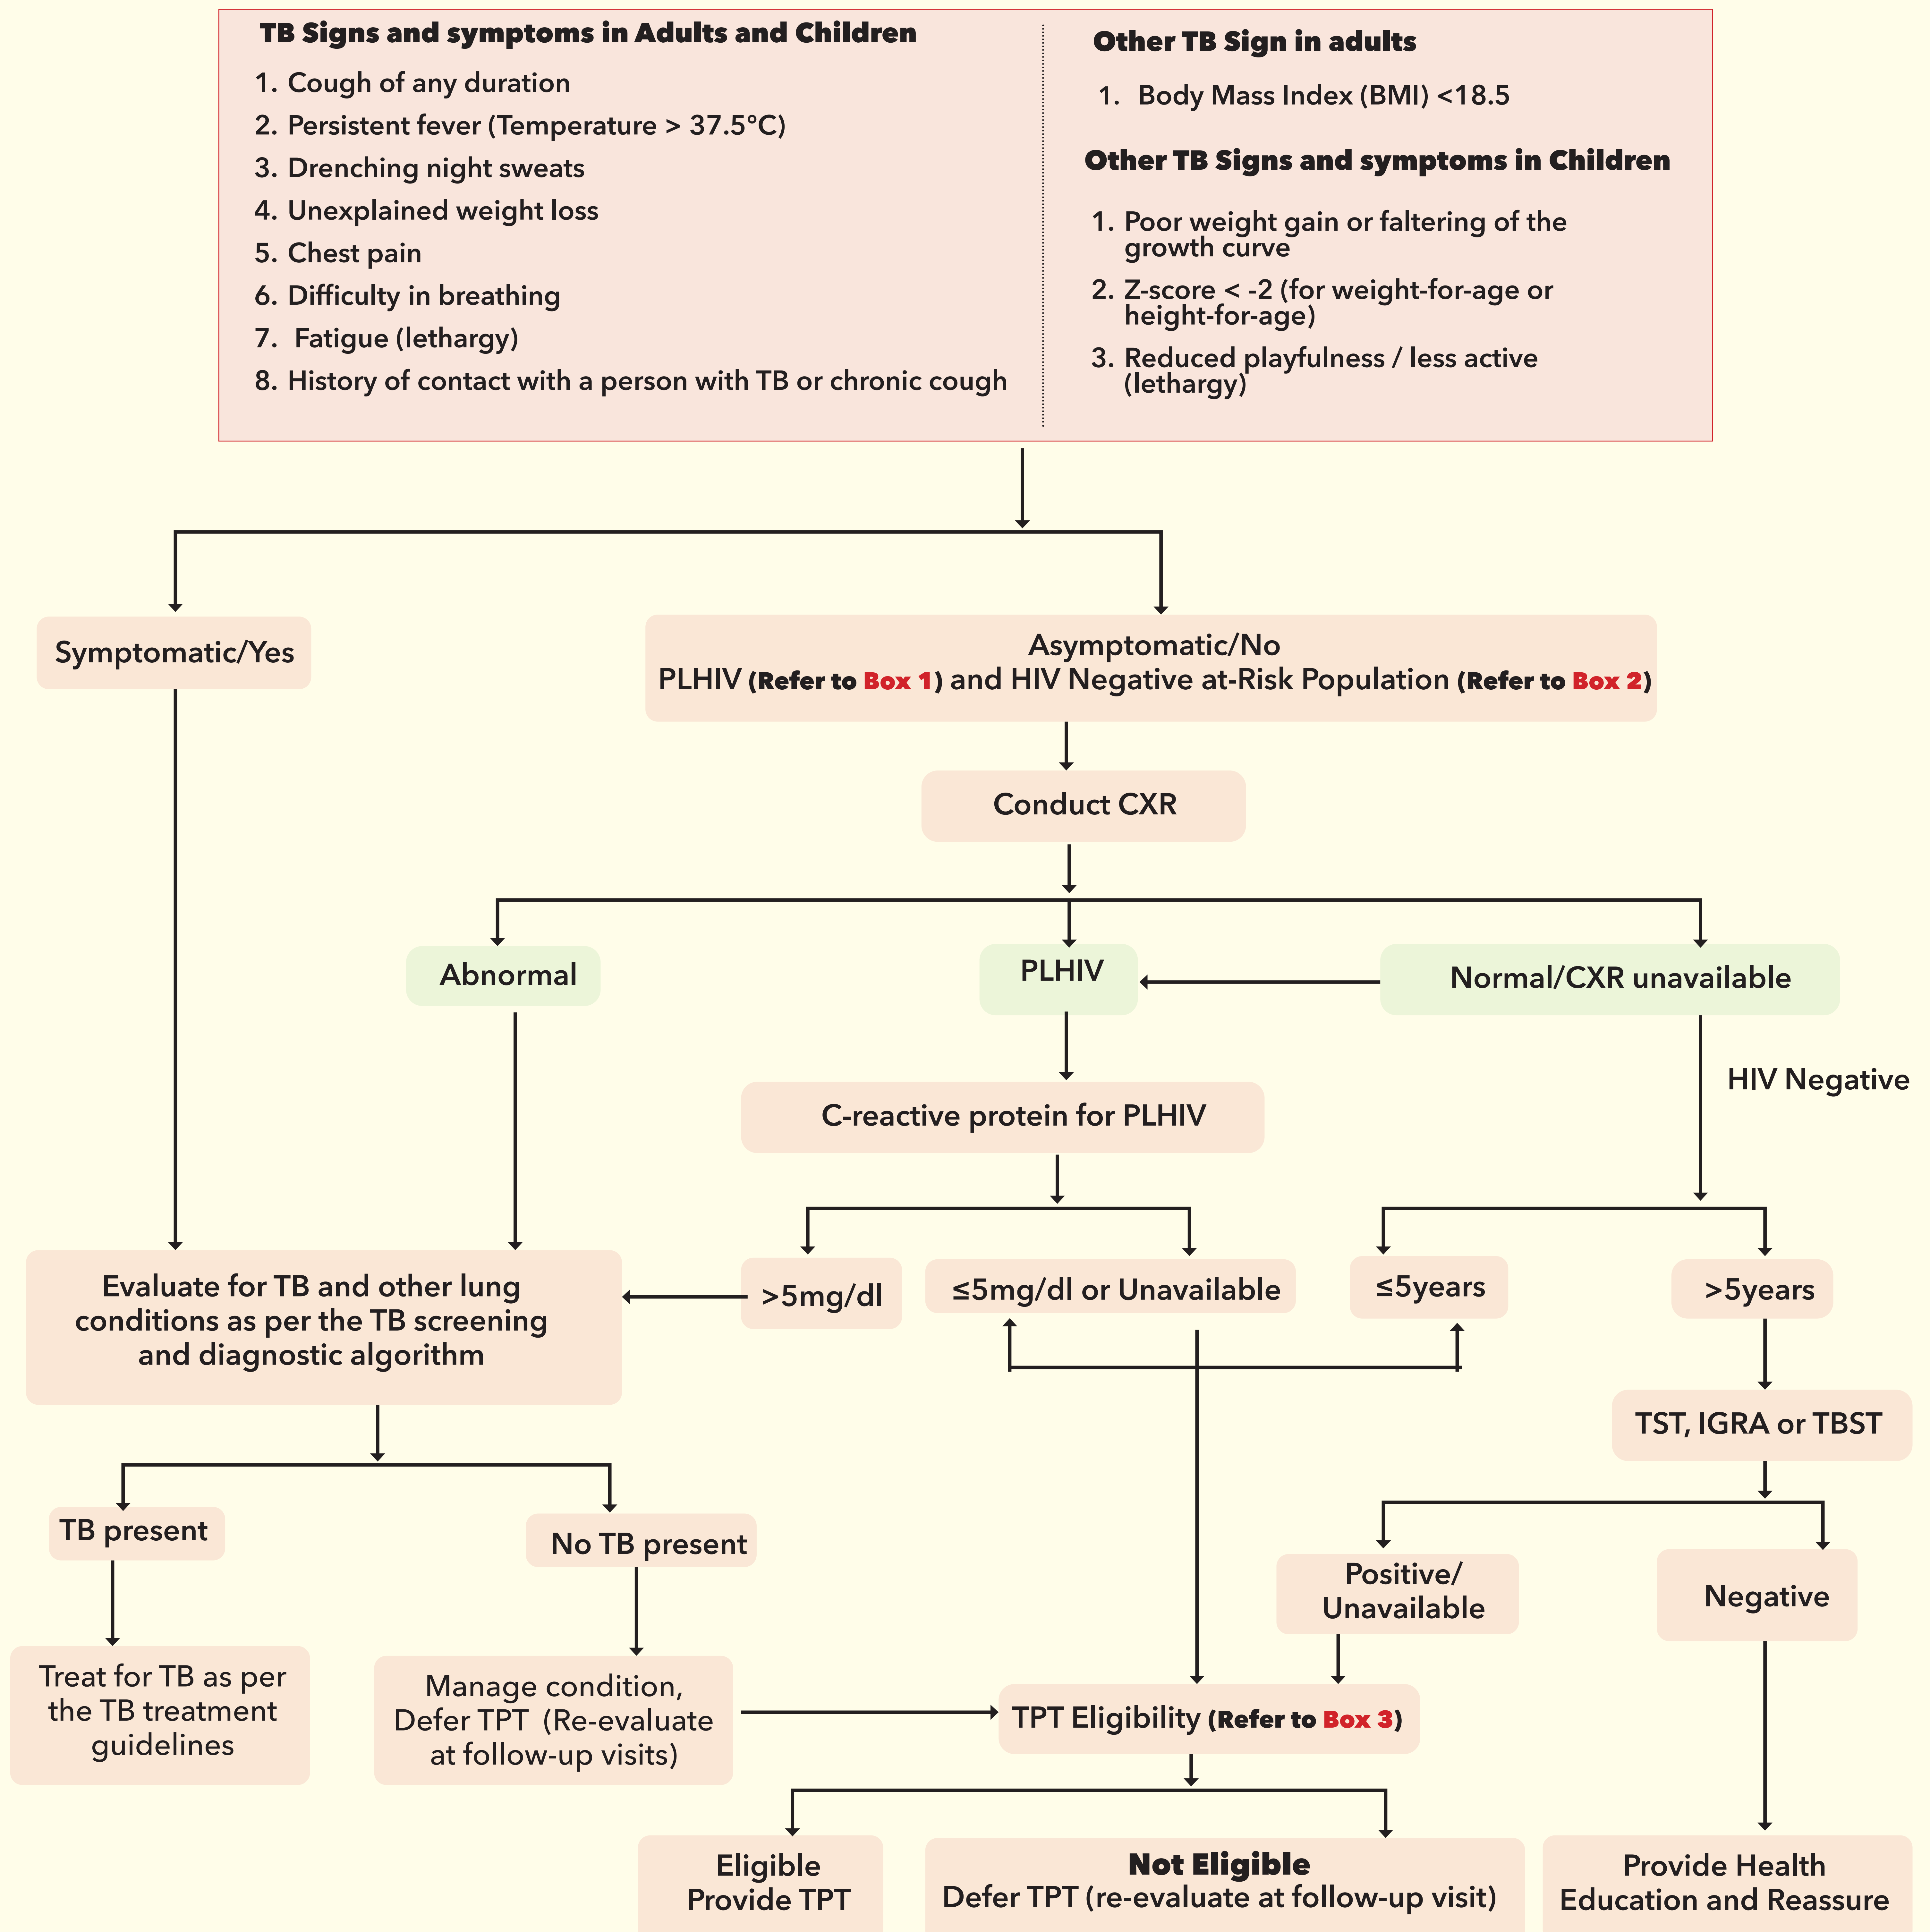 TB Signs and symptoms in Adults and Children
1. Cough of any duration
2. Persistent fever (Temperature > 37.5°C)
3. Drenching night sweats
4. Unexplained weight loss
5. Chest pain
6. Difficulty in breathing
7. Fatigue (lethargy)
8. History of contact with a person with TB or chronic cough
Other TB Sign in adults
1. Body Mass Index (BMI) <18.5
Other TB Signs and symptoms in Children
1. Poor weight gain or faltering of the
growth curve
2. Z-score < -2 (for weight-for-age or
height-for-age)
3. Reduced playfulness / less active
(lethargy)
Symptomatic/Yes
Asymptomatic/No
PLHIV (Refer to Box 1) and HIV Negative at-Risk Population (Refer to Box 2)
Conduct CXR
Abnormal
PLHIV
Normal/CXR unavailable
HIV Negative
C-reactive protein for PLHIV
Evaluate for TB and other lung
conditions as per the TB screening
and diagnostic algorithm
>5mg/dl
≤5mg/dl or Unavailable
≤5years
>5years
TST, IGRA or TBST
TB present
No TB present
Positive/
Unavailable
Negative
Treat for TB as per
the TB treatment
guidelines
Manage condition,
Defer TPT (Re-evaluate
at follow-up visits)
TPT Eligibility (Refer to Box 3)
Eligible
Provide TPT
Not Eligible
Defer TPT (re-evaluate at follow-up visit)
Provide Health
Education and Reassure